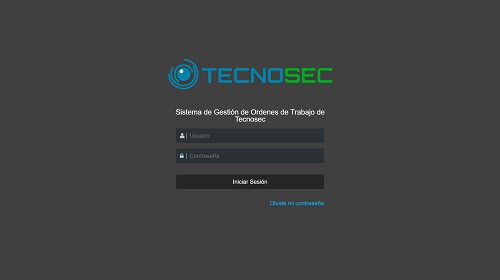 TECNOSEC
Sistema de Gestión de Ordenes de Trabajo de
Tecnosec
Usuario
Contraseña
Iniciar Sesión
Olvide mi contraseña